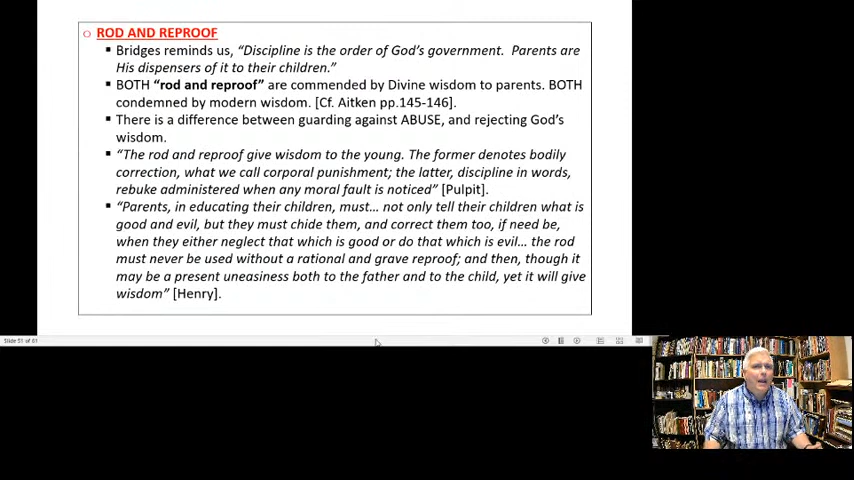 o ROD AND REPROOF
▪ Bridges reminds us, “Discipline is the order of God’s government. Parents are
His dispensers of it to their children.”
▪ BOTH “rod and reproof” are commended by Divine wisdom to parents. BOTH
condemned by modern wisdom. [Cf. Aitken pp.145-146].
▪ There is a difference between guarding against ABUSE, and rejecting God’s
wisdom.
▪ “The rod and reproof give wisdom to the young. The former denotes bodily
correction, what we call corporal punishment; the latter, discipline in words,
rebuke administered when any moral fault is noticed” [Pulpit].
▪ “Parents, in educating their children, must… not only tell their children what is
good and evil, but they must chide them, and correct them too, if need be,
when they either neglect that which is good or do that which is evil… the rod
must never be used without a rational and grave reproof; and then, though it
may be a present uneasiness both to the father and to the child, yet it will give
wisdom” [Henry].
Slide 51 of 61